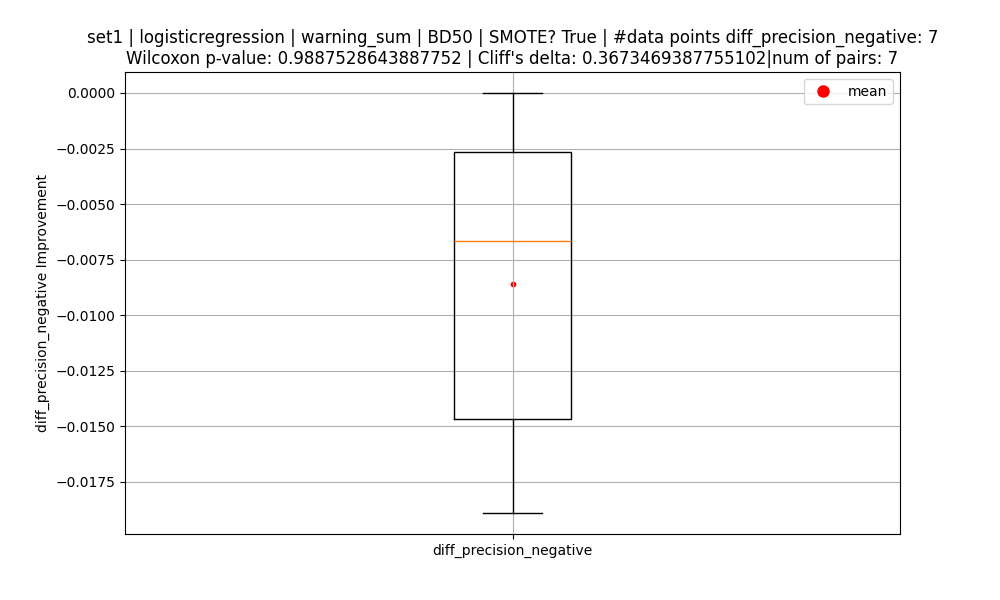 set1 | logisticregression | warning_sum | BD50 | SMOTE? True | #data points diff_precision_negative: 7
Wilcoxon p-value: 0.9887528643887752 | Cliff's delta: 0.3673469387755102|num of pairs: 7
mean
0.0000
−0.0025
−0.0050
−0.0075
−0.0100
−0.0125
−0.0150
−0.0175
diff_precision_negative Improvement
diff_precision_negative